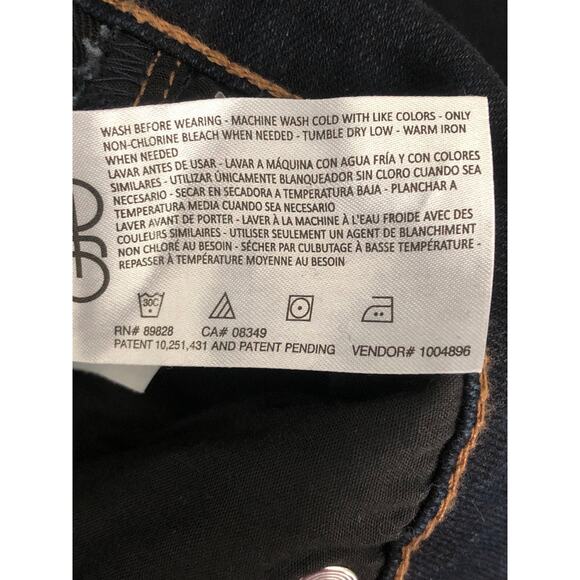 WASH BEFORE WEARING - MACHINE WASH COLD WITH LIKE COLORS - ONLY
NON-CHLORINE BLEACH WHEN NEEDED - TUMBLE DRY LOW - WARM IRON
WHEN NEEDED
LAVAR ANTES DE USAR - LAVAR A MÁQUINA CON AGUA FRÍA Y CON COLORES
SIMILARES - UTILIZAR ÚNICAMENTE BLANQUEADOR SIN CLORO CUANDO SEA
NECESARIO - SECAR EN SECADORA A TEMPERATURA BAJA - PLANCHAR A
TEMPERATURA MEDIA CUANDO SEA NECESARIO
LAVER AVANT DE PORTER - LAVER À LA MACHINE À L'EAU FROIDE AVEC DES
COULEURS SIMILAIRES - UTILISER SEULEMENT UN AGENT DE BLANCHIMENT
NON CHLORÉ AU BESOIN - SÉCHER PAR CULBUTAGE À BASSE TEMPÉRATURE -
REPASSER À TEMPÉRATURE MOYENNE AU BESOIN
30C
RN# 89828 CA# 08349
PATENT 10,251,431 AND PATENT PENDING VENDOR# 1004896